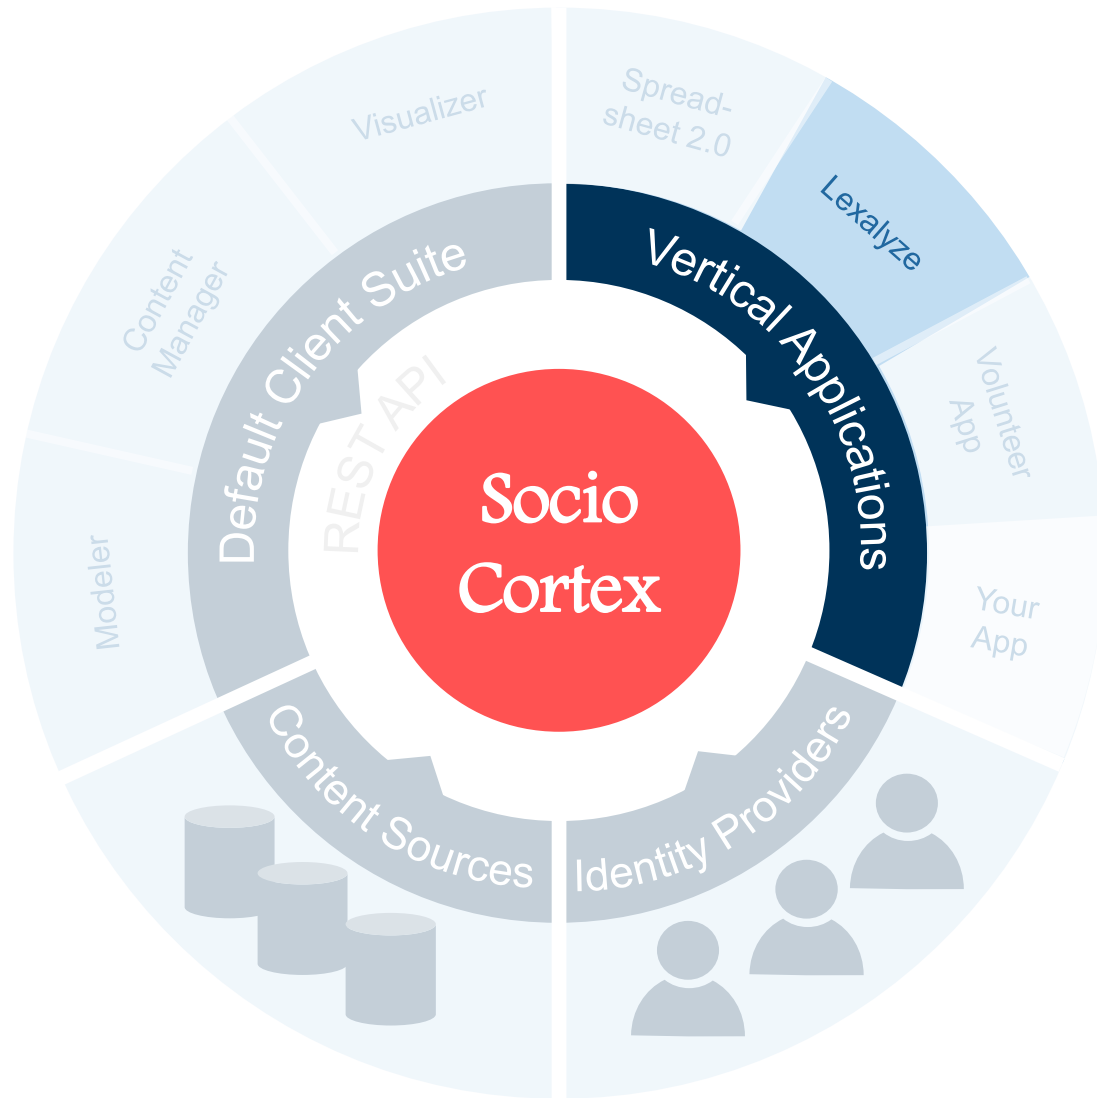 Visualizer
Spread-
sheet 2.0
Lexalyze
Content
Manager
Default Client Suite
Vertical Applications
Volunteer
App
REST API
Socio
Cortex
Modeler
Your
App
Content Sources
Identity Providers